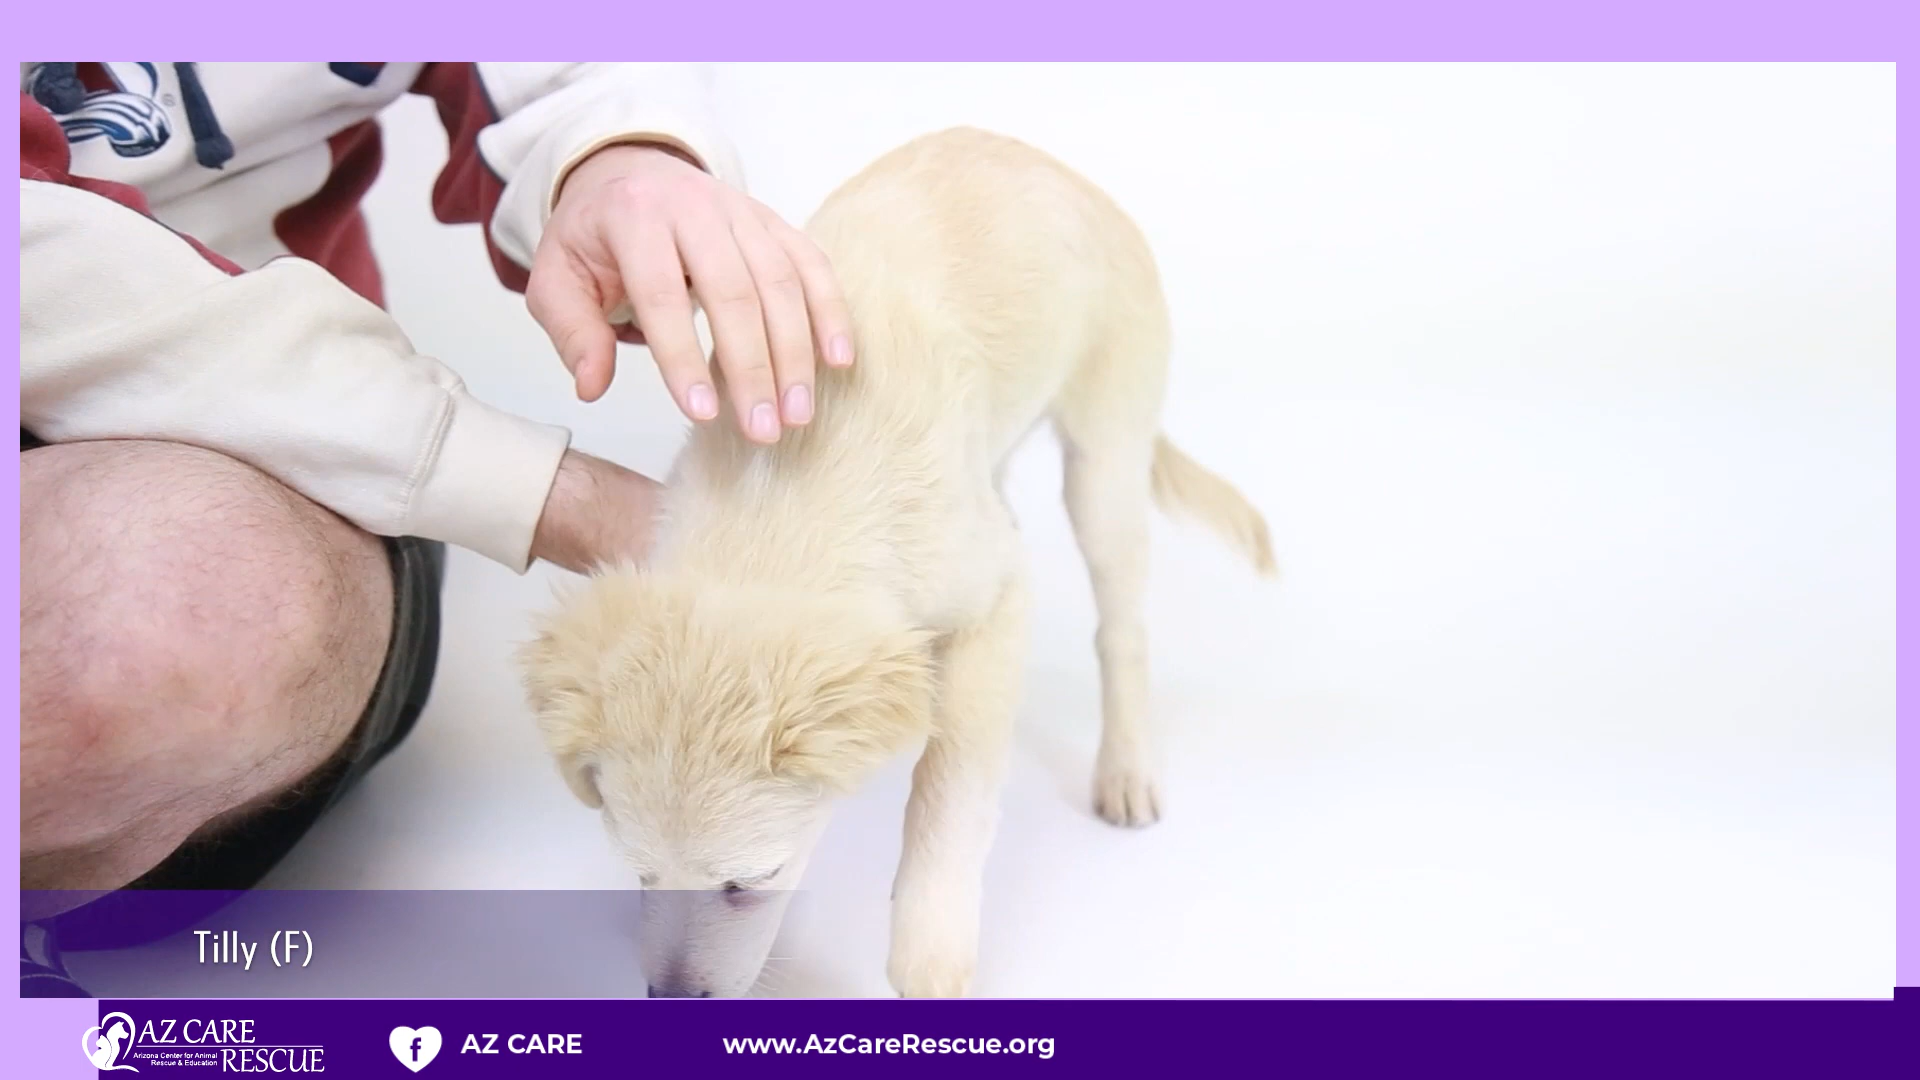 Tilly (F)
AZ CARE
Arizona Center for Animal
Rescue & Education
RESCUE
AZ CARE
www.AzCareRescue.org